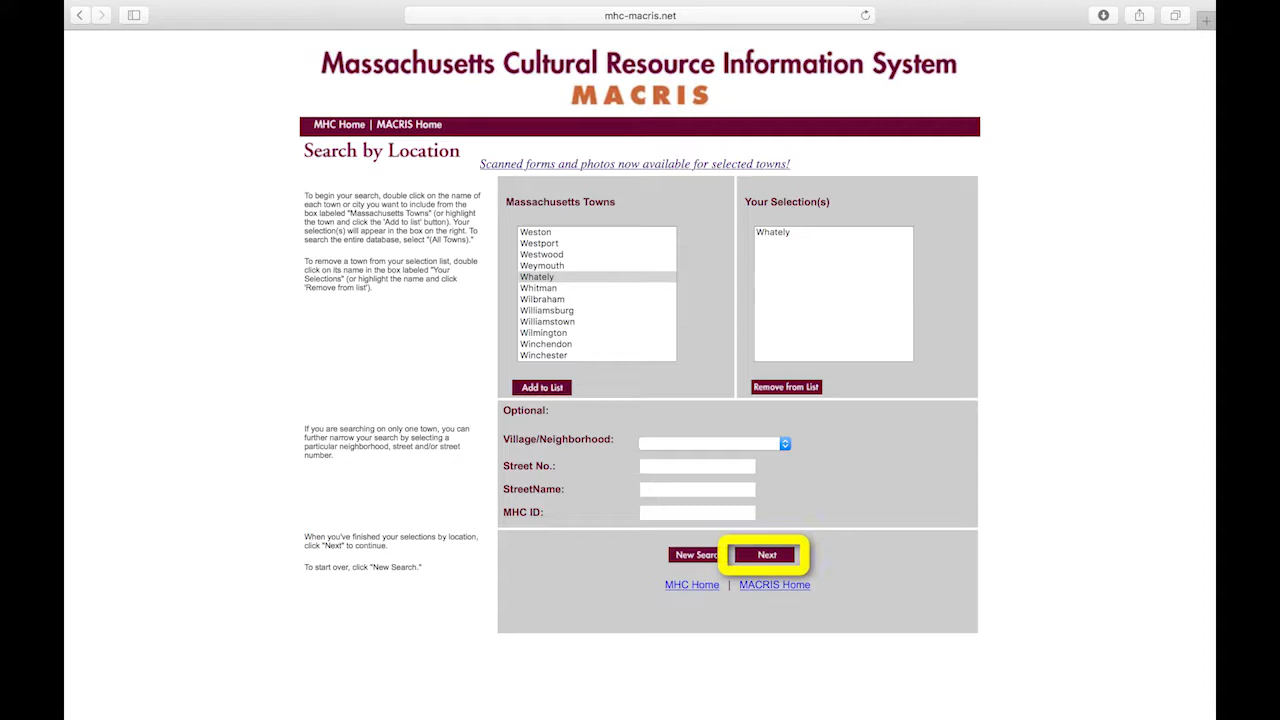 mhc-macris.net
Massachusetts Cultural Resource Information System
MACRIS
MHC Home | MACRIS Home
Search by Location
Scanned forms and photos now available for selected towns!
To begin your search, double click on the name of
each town or city you want to include from the
box labeled "Massachusetts Towns" (or highlight
the town and click the 'Add to list' button). Your
selection(s) will appear in the box on the right. To
search the entire database, select "(All Towns)."
To remove a town from your selection list, double
click on its name in the box labeled "Your
Selections" (or highlight the name and click
'Remove from list').
Massachusetts Towns
Weston
Westport
Westwood
Weymouth
Whately
Whitman
Wilbraham
Williamsburg
Williamstown
Wilmington
Winchendon
Winchester
Add to List
Your Selection(s)
Whately
Remove from List
If you are searching on only one town, you can
further narrow your search by selecting a
particular neighborhood, street and/or street
number.
Optional:
Village/Neighborhood:
Street No.:
StreetName:
MHC ID:
When you've finished your selections by location,
click "Next" to continue.
To start over, click "New Search."
New Searc
Next
MHC Home | MACRIS Home